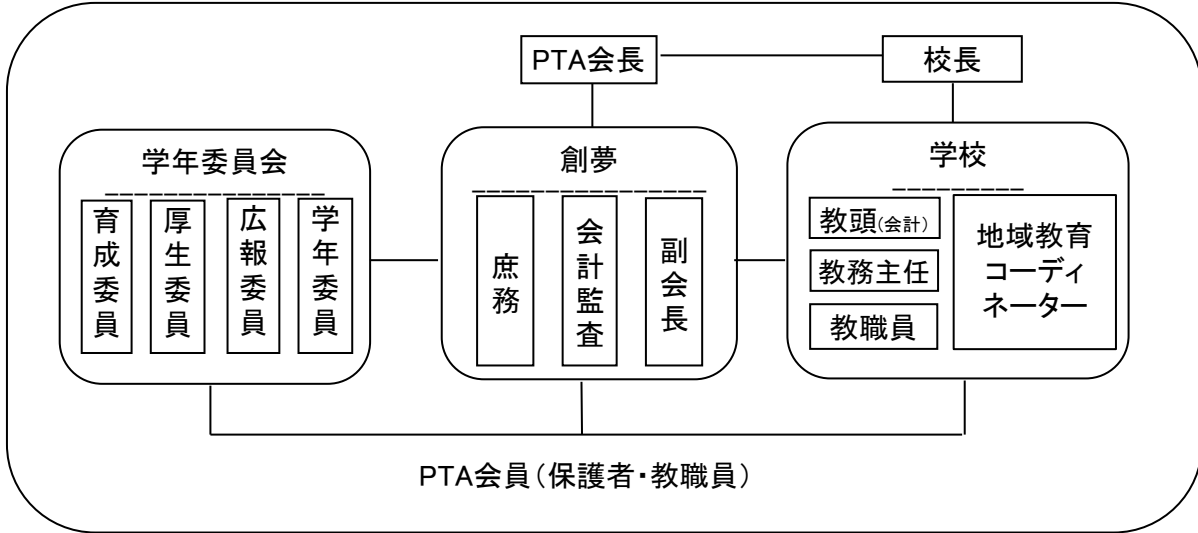 PTA会長
校長
学年委員会
育成委員
厚生委員
広報委員
学年委員
創夢
庶務
会計監査
副会長
学校
教頭(会計)
教務主任
教職員
地域教育
コーディ
ネーター
PTA会員(保護者・教職員)